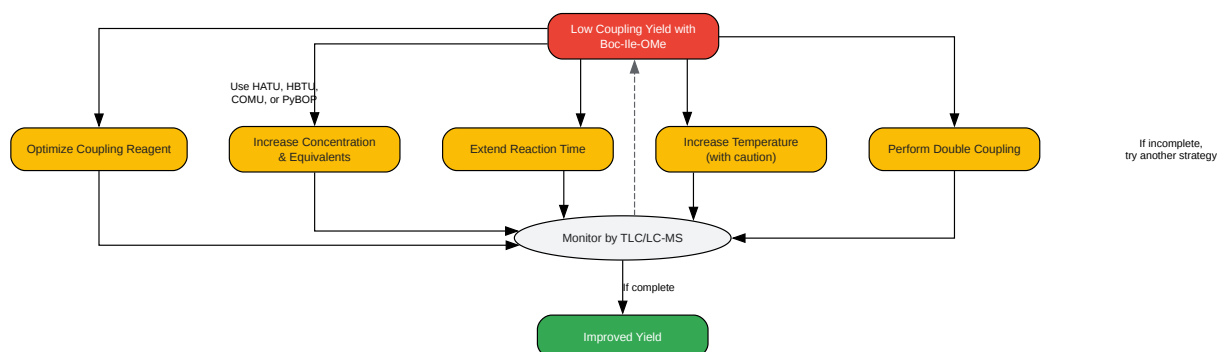 Low Coupling Yield with
Boc-Ile-OMe
Use HATU, HBTU,
COMU, or PyBOP
Optimize Coupling Reagent
Increase Concentration
& Equivalents
Extend Reaction Time
Increase Temperature
(with caution)
Perform Double Coupling
If incomplete,
try another strategy
Monitor by TLC/LC-MS
If complete
Improved Yield